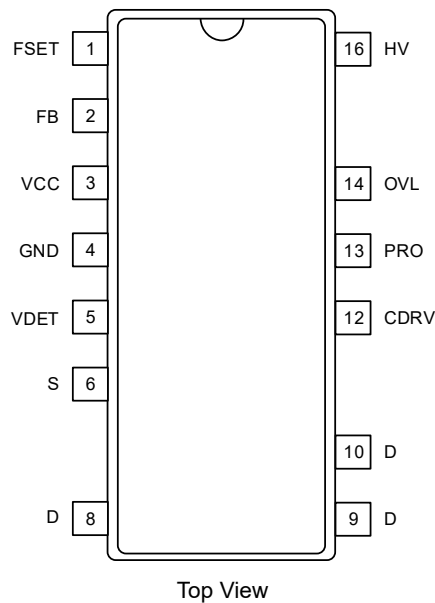 FSET 1 16 HV
FB 2
VCC 3 14 OVL
GND 4 13 PRO
VDET 5 12 CDRV
S 6
10 D
D 8 9 D
Top View